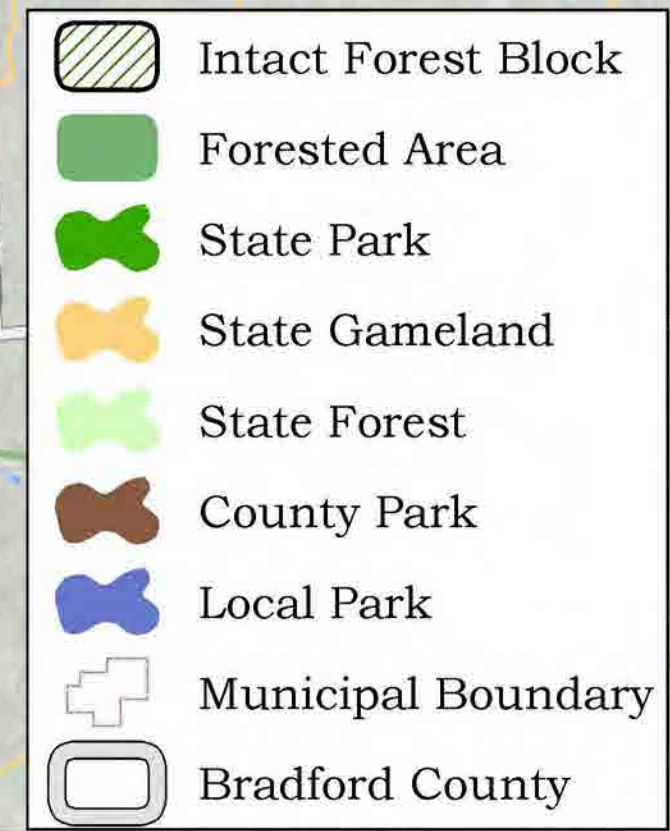 Intact Forest Block
Forested Area
State Park
State Gameland
State Forest
County Park
Local Park
Municipal Boundary
Bradford County